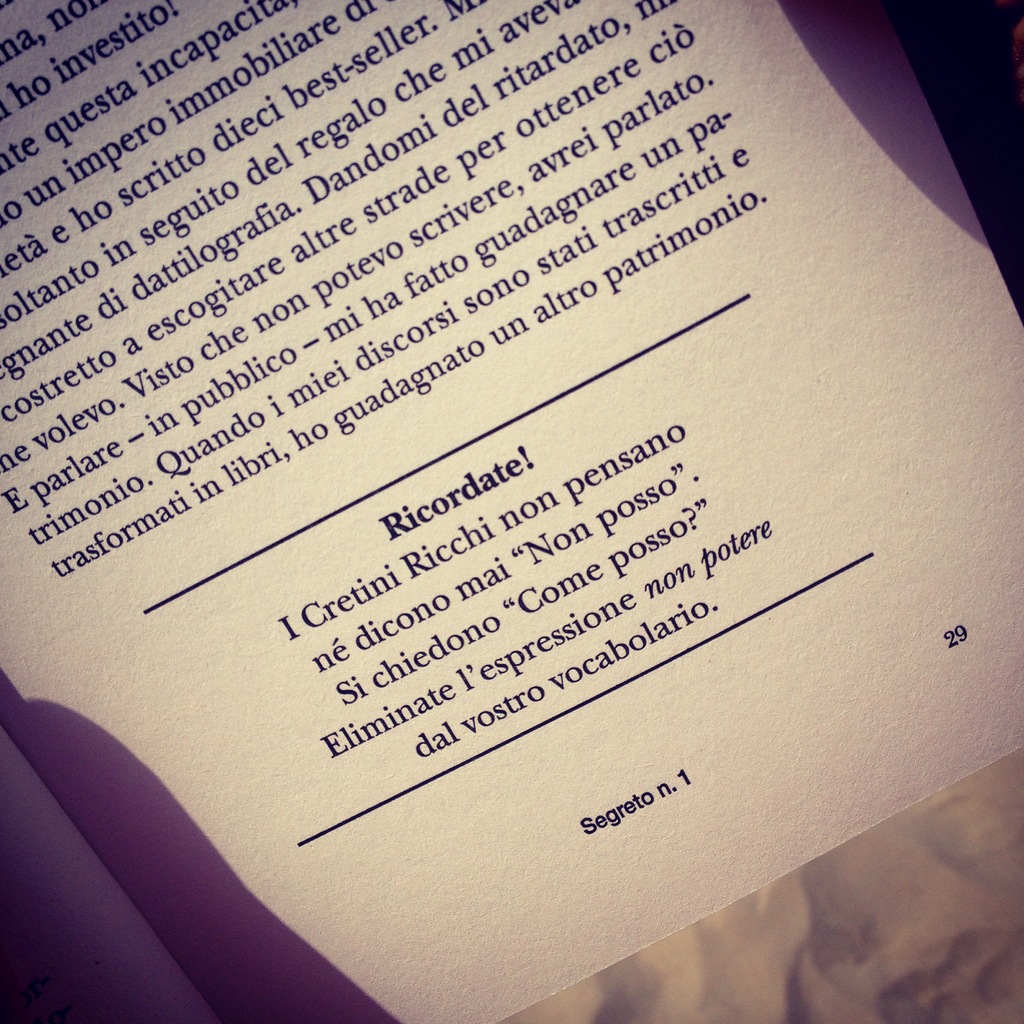 ho investito!
questa incapacità,
un impero immobiliare
e ho scritto dieci best-seller.
soltanto in seguito del regalo che mi
di dattilografia. Dandomi del ritardato,
costretto a escogitare altre strade per ottenere ciò
volevo. Visto che non potevo scrivere, avrei parlato.
E parlare – in pubblico – mi ha fatto guadagnare un pa-
trimonio. Quando i miei discorsi sono stati trascritti e
trasformati in libri, ho guadagnato un altro patrimonio.
Ricordate!
I Cretini Ricchi non pensano
né dicono mai “Non posso”.
Si chiedono “Come posso?”
Eliminate l’espressione non potere
dal vostro vocabolario.
29
Segreto n. 1